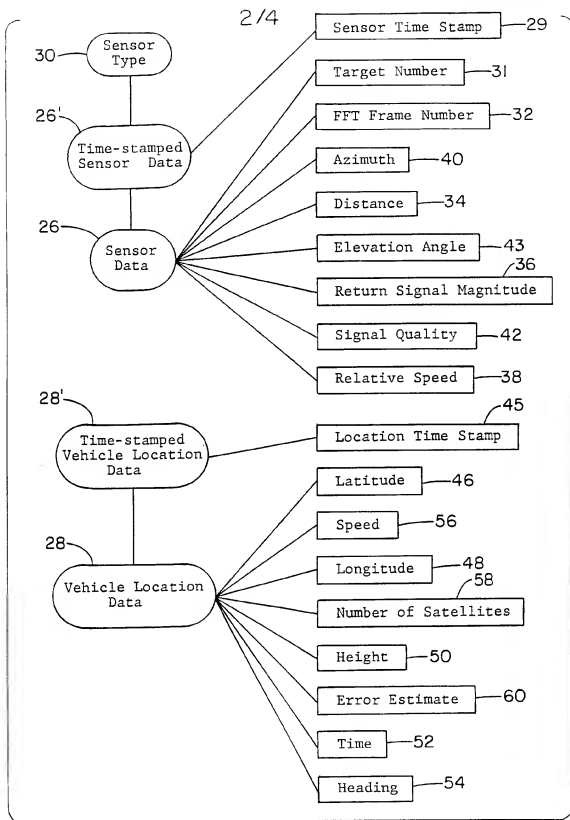 2/4
Sensor Time Stamp 29
30 Sensor
Type
Target Number 31
26' FFT Frame Number 32
Time-stamped
Sensor Data
Azimuth 40
Distance 34
26 Sensor
Data
Elevation Angle 43
36
Return Signal Magnitude
Signal Quality 42
Relative Speed 38
28' 45
Time-stamped
Vehicle Location
Data
Location Time Stamp
Latitude 46
Speed 56
28 Longitude 48
Vehicle Location
Data
58
Number of Satellites
Height 50
Error Estimate 60
Time 52
Heading 54